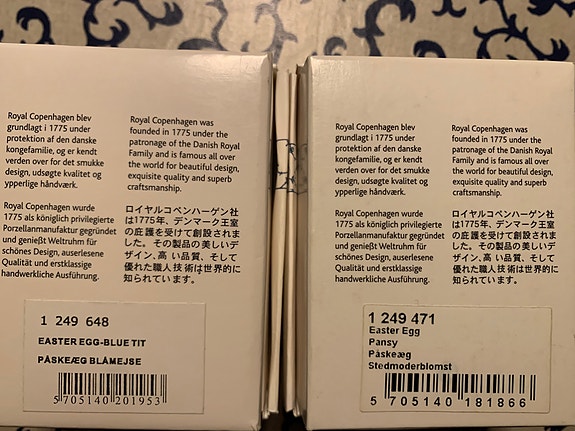 Royal Copenhagen blev
grundlagt i 1775 under
protektion af den danske
kongefamilie, og er kendt
verden over for det smukke
design, udsøgte kvalitet og
ypperlige håndværk.
Royal Copenhagen was
founded in 1775 under the
patronage of the Danish Royal
Family and is famous all over
the world for beautiful design,
exquisite quality and superb
craftsmanship.
Royal Copenhagen wurde
1775 als königlich privilegierte
Porzellanmanufaktur gegründet
und genießt Weltruhm für
schönes Design, auserlesene
Qualität und erstklassige
handwerkliche Ausführung.
ロイヤルコペンハーゲン社
は1775年、デンマーク王室
の庇護を受けて創設されま
した。その製品の美しいデ
ザイン、高い品質、そして
優れた職人技術は世界的に
知られています。
1 249 648
EASTER EGG-BLUE TIT
PÅSKEÆG BLÅMEJSE
5 705140 201953
Royal Copenhagen blev
grundlagt i 1775 under
protektion af den danske
kongefamilie, og er kendt
verden over for det smukke
design, udsøgte kvalitet og
ypperlige håndværk.
Royal Copenhagen was
founded in 1775 under the
patronage of the Danish Royal
Family and is famous all over
the world for beautiful design,
exquisite quality and superb
craftsmanship.
Royal Copenhagen wurde
1775 als königlich privilegierte
Porzellanmanufaktur gegründet
und genießt Weltruhm für
schönes Design, auserlesene
Qualität und erstklassige
handwerkliche Ausführung.
ロイヤルコペンハーゲン社
は1775年、デンマーク王室
の庇護を受けて創設されま
した。その製品の美しいデ
ザイン、高い品質、そして
優れた職人技術は世界的に
知られています。
1 249 471
Easter Egg
Pansy
Påskeæg
Stedmoderblomst
5 705140 181866